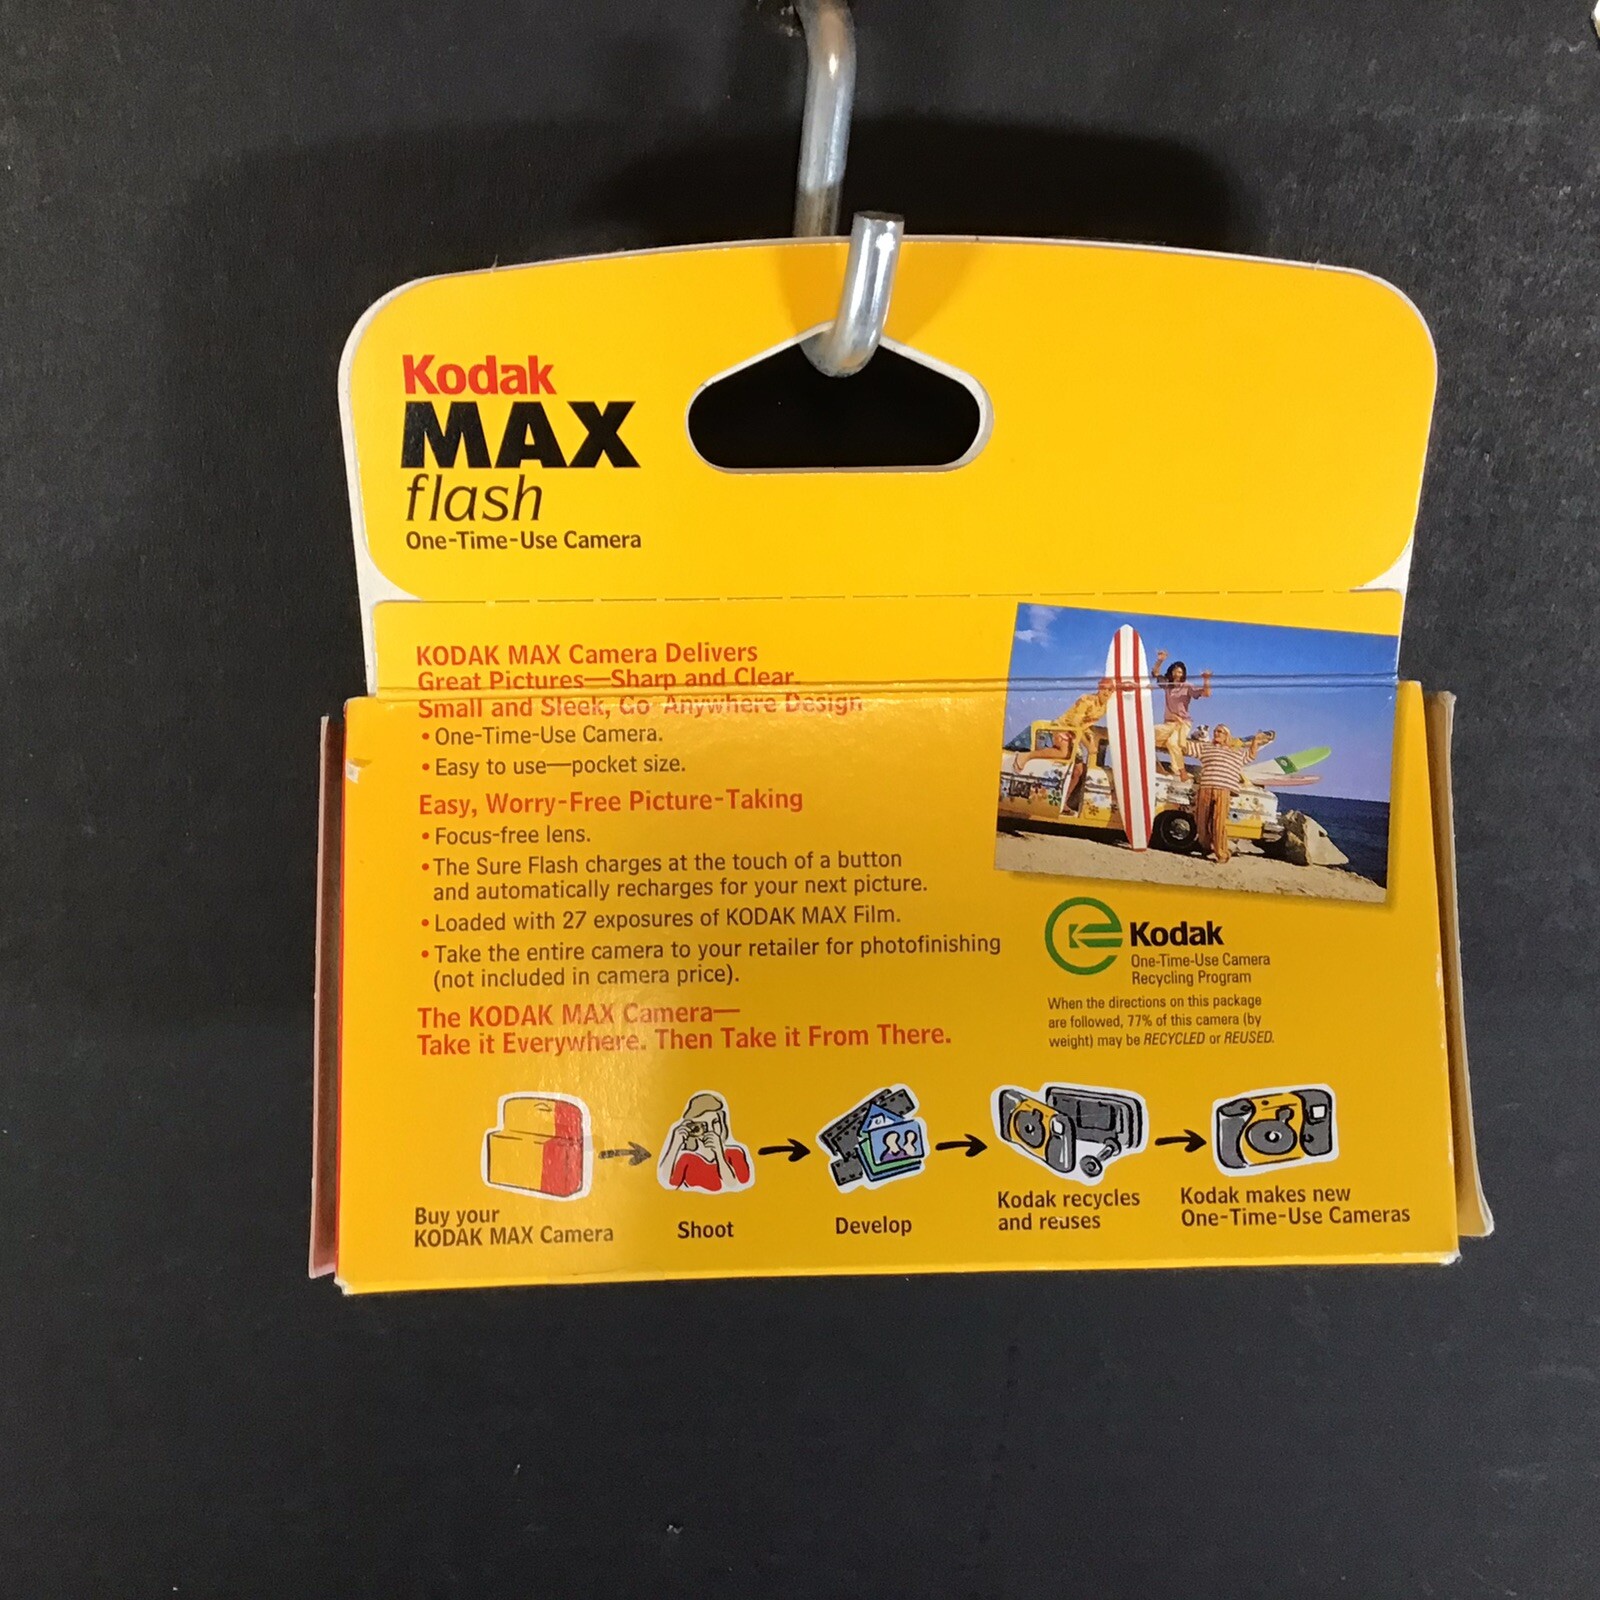 Kodak
MAX
flash
One-Time-Use Camera
KODAK MAX Camera Delivers
Great Pictures—Sharp and Clear.
Small and Sleek, Go-Anywhere Design
• One-Time-Use Camera.
• Easy to use—pocket size.
Easy, Worry-Free Picture-Taking
• Focus-free lens.
• The Sure Flash charges at the touch of a button
and automatically recharges for your next picture.
• Loaded with 27 exposures of KODAK MAX Film.
• Take the entire camera to your retailer for photofinishing
(not included in camera price).
The KODAK MAX Camera—
Take it Everywhere. Then Take it From There.
Kodak
One-Time-Use Camera
Recycling Program
When the directions on this package
are followed, 77% of this camera (by
weight) may be RECYCLED or REUSED.
Buy your
KODAK MAX Camera
Shoot
Develop
Kodak recycles
and reuses
Kodak makes new
One-Time-Use Cameras